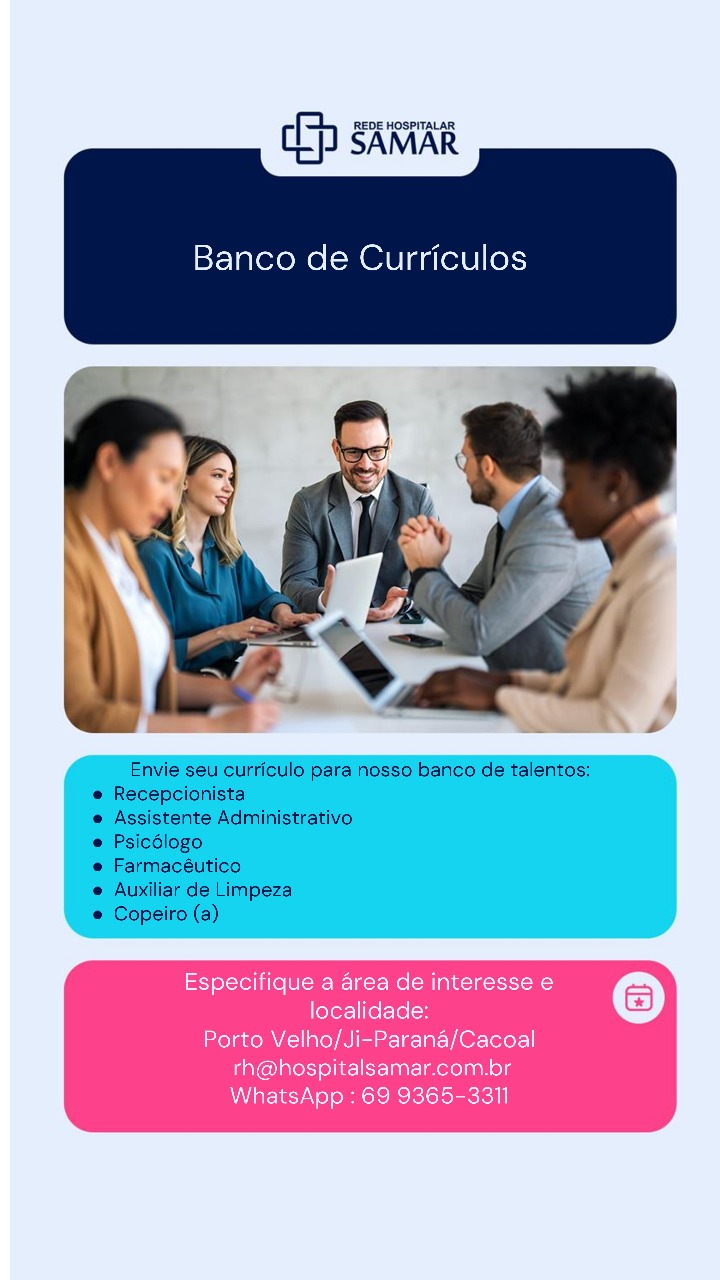 REDE HOSPITALAR
SAMAR
Banco de Currículos
Envie seu currículo para nosso banco de talentos:
● Recepcionista
● Assistente Administrativo
● Psicólogo
● Farmacêutico
● Auxiliar de Limpeza
● Copeiro (a)
Especifique a área de interesse e
localidade:
Porto Velho/Ji-Paraná/Cacoal
rh@hospitalsamar.com.br
WhatsApp : 69 9365-3311